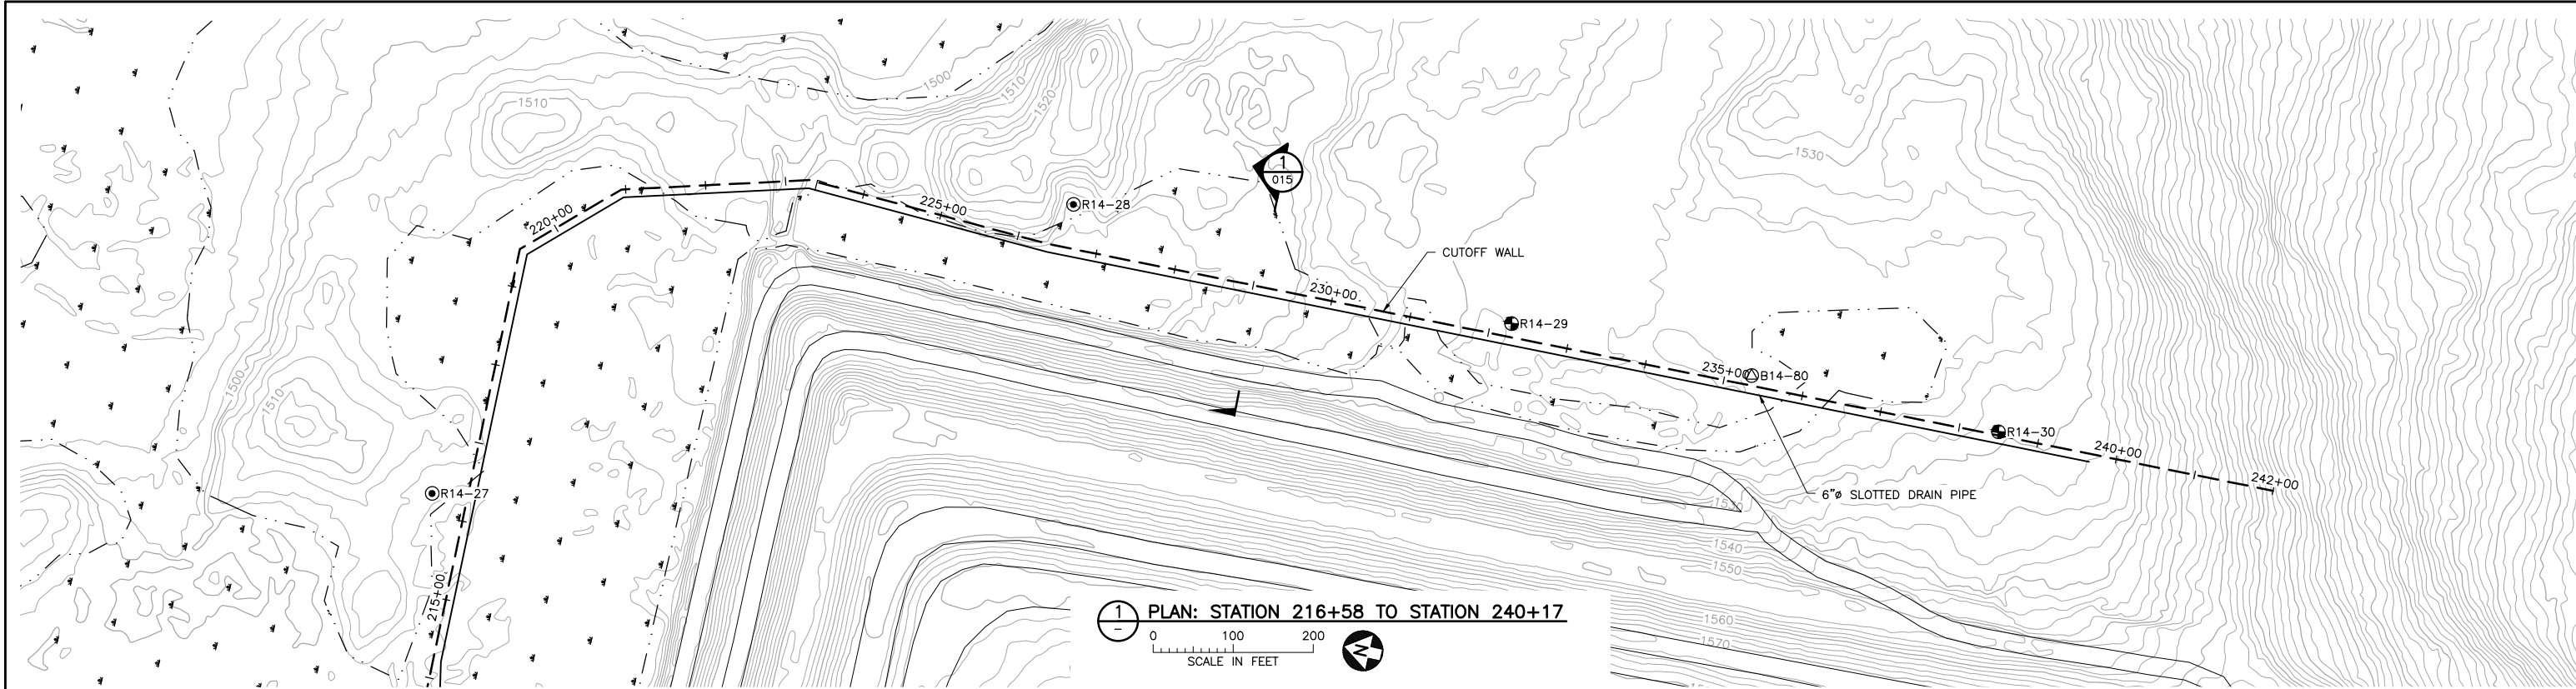 1500
1510
1510
1520
1530
1
015
220+00
225+00
R14-28
CUTOFF WALL
230+00
R14-29
1500
1510
235+00
B14-80
R14-30
240+00
242+00
R14-27
6"ø SLOTTED DRAIN PIPE
1530
1540
1550
215+00
1560
1570
1
-
PLAN: STATION 216+58 TO STATION 240+17
0 100 200
SCALE IN FEET
N